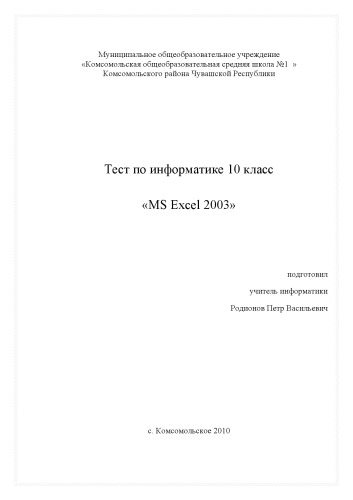 Муниципальное общеобразовательное учреждение
«Комсомольская общеобразовательная средняя школа №1 »
Комсомольского района Чувашской Республики
Тест по информатике 10 класс
«MS Excel 2003»
подготовил
учитель информатики
Родионов Петр Васильевич
с. Комсомольское 2010